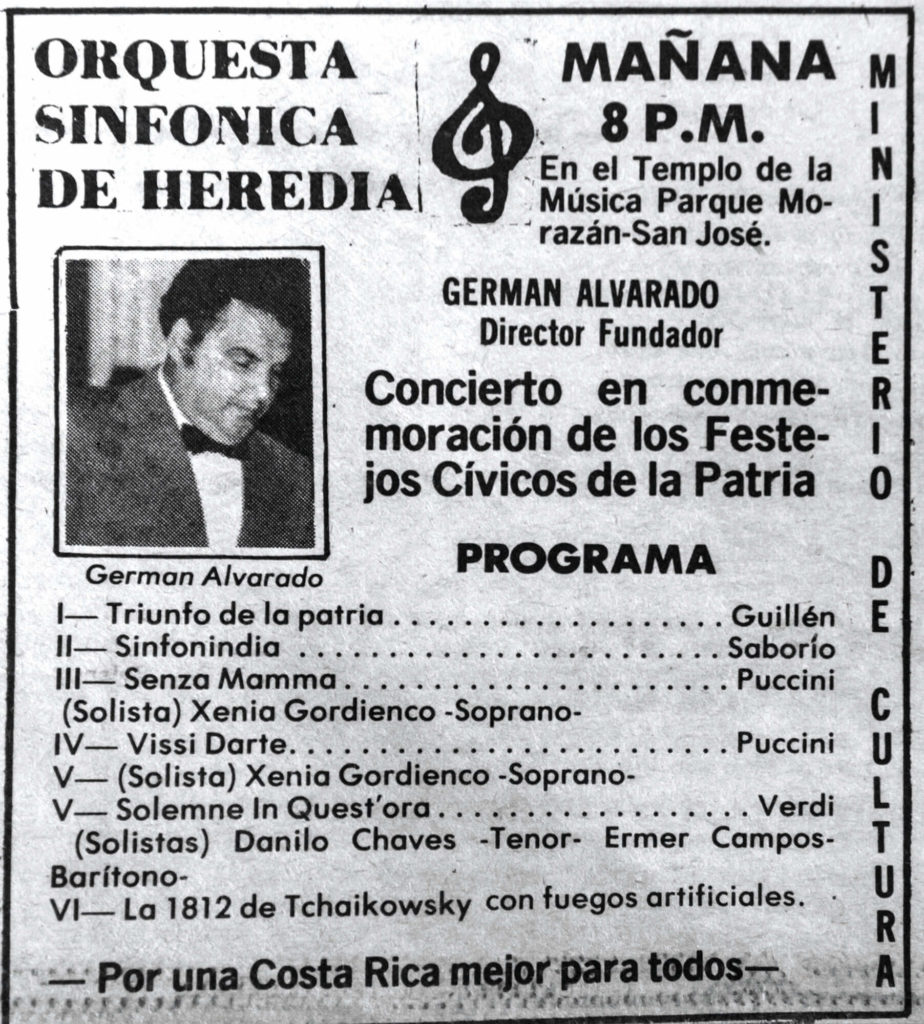 ORQUESTA
SINFONICA
DE HEREDIA
MAÑANA
8 P.M.
En el Templo de la
Música Parque Mo-
razán-San José.
GERMAN ALVARADO
Director Fundador
Concierto en conme-
moración de los Feste-
jos Cívicos de la Patria
German Alvarado
PROGRAMA
I— Triunfo de la patria . . . . . . . . . . . . . . . . . . . . Guillén
II— Sinfonindia . . . . . . . . . . . . . . . . . . . . . . . . Saborío
III— Senza Mamma . . . . . . . . . . . . . . . . . . . . . . Puccini
(Solista) Xenia Gordienco -Soprano-
IV— Vissi Darte. . . . . . . . . . . . . . . . . . . . . . . . . Puccini
V— (Solista) Xenia Gordienco -Soprano-
V— Solemne In Quest'ora . . . . . . . . . . . . . . . . . . Verdi
(Solistas) Danilo Chaves -Tenor- Ermer Campos-
Barítono-
VI— La 1812 de Tchaikowsky con fuegos artificiales.
— Por una Costa Rica mejor para todos—
MINISTERIO DE CULTURA